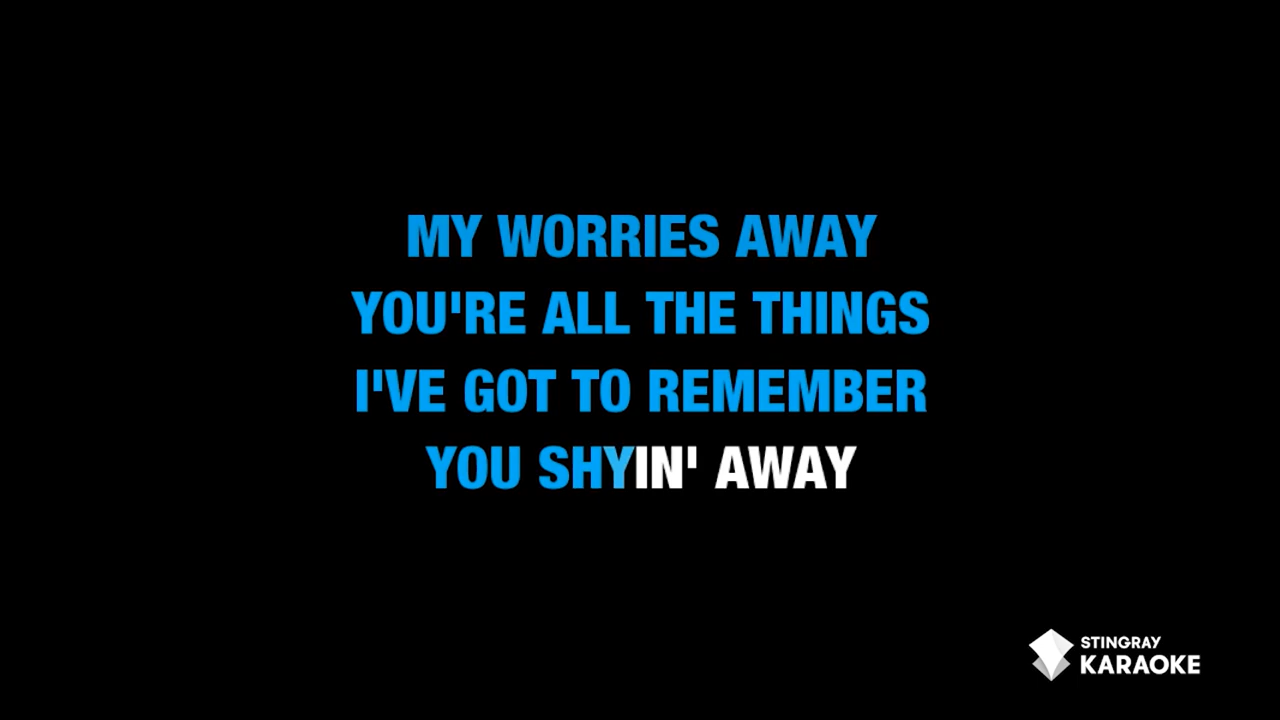 MY WORRIES AWAY
YOU'RE ALL THE THINGS
I'VE GOT TO REMEMBER
YOU SHYIN' AWAY
STINGRAY
KARAOKE